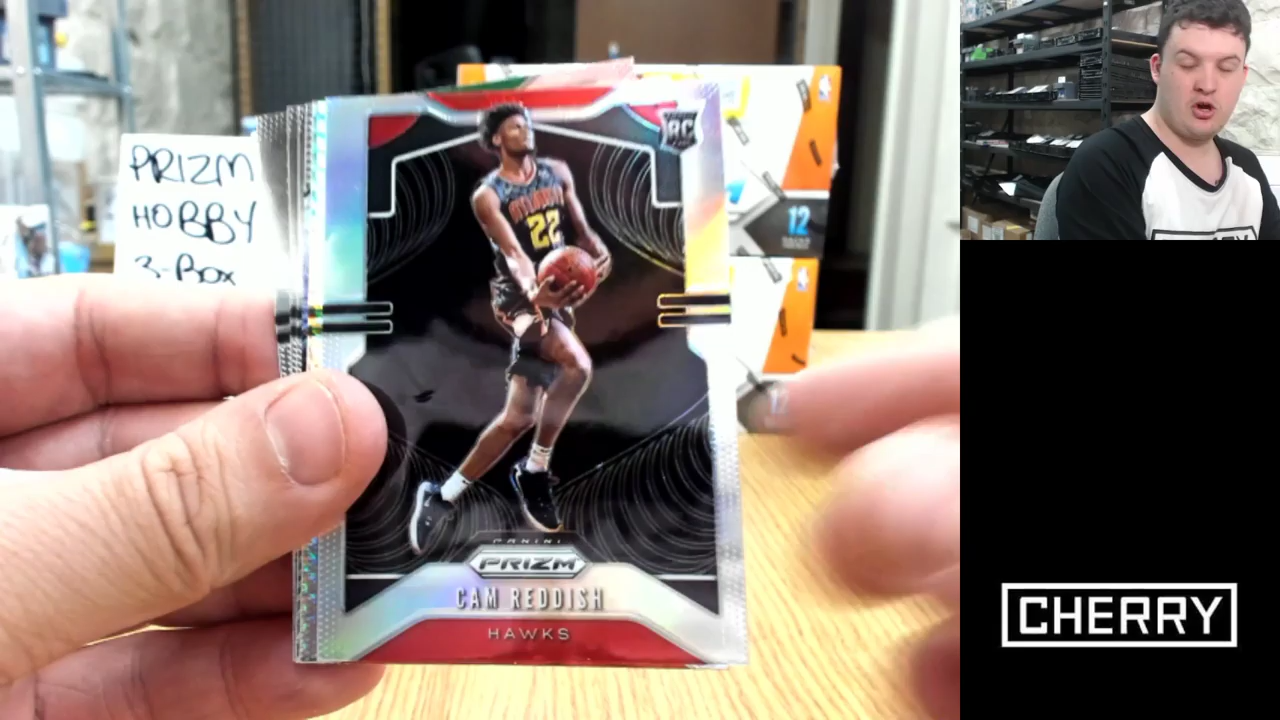 PRIZM
HOBBY
3-Box
RC
ATLANTA
22
12
PANINI
PRIZM
CAM REDDISH
HAWKS
CHERRY